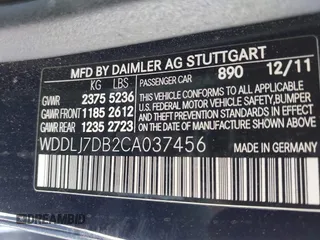 MFD BY DAIMLER AG STUTTGART
KG LBS PASSENGER CAR 890 12/11
GVWR 2375 5236
GAWR FRONT 1185 2612
GAWR REAR 1235 2723
THIS VEHICLE CONFORMS TO ALL APPLICABLE
U.S. FEDERAL MOTOR VEHICLE SAFETY, BUMPER
AND THEFT PREVENTION STANDARDS IN EFFECT
ON THE DATE OF MANUFACTURE SHOWN ABOVE.
WDDLJ7DB2CA037456 MADE IN GERMANY
DREAMBID